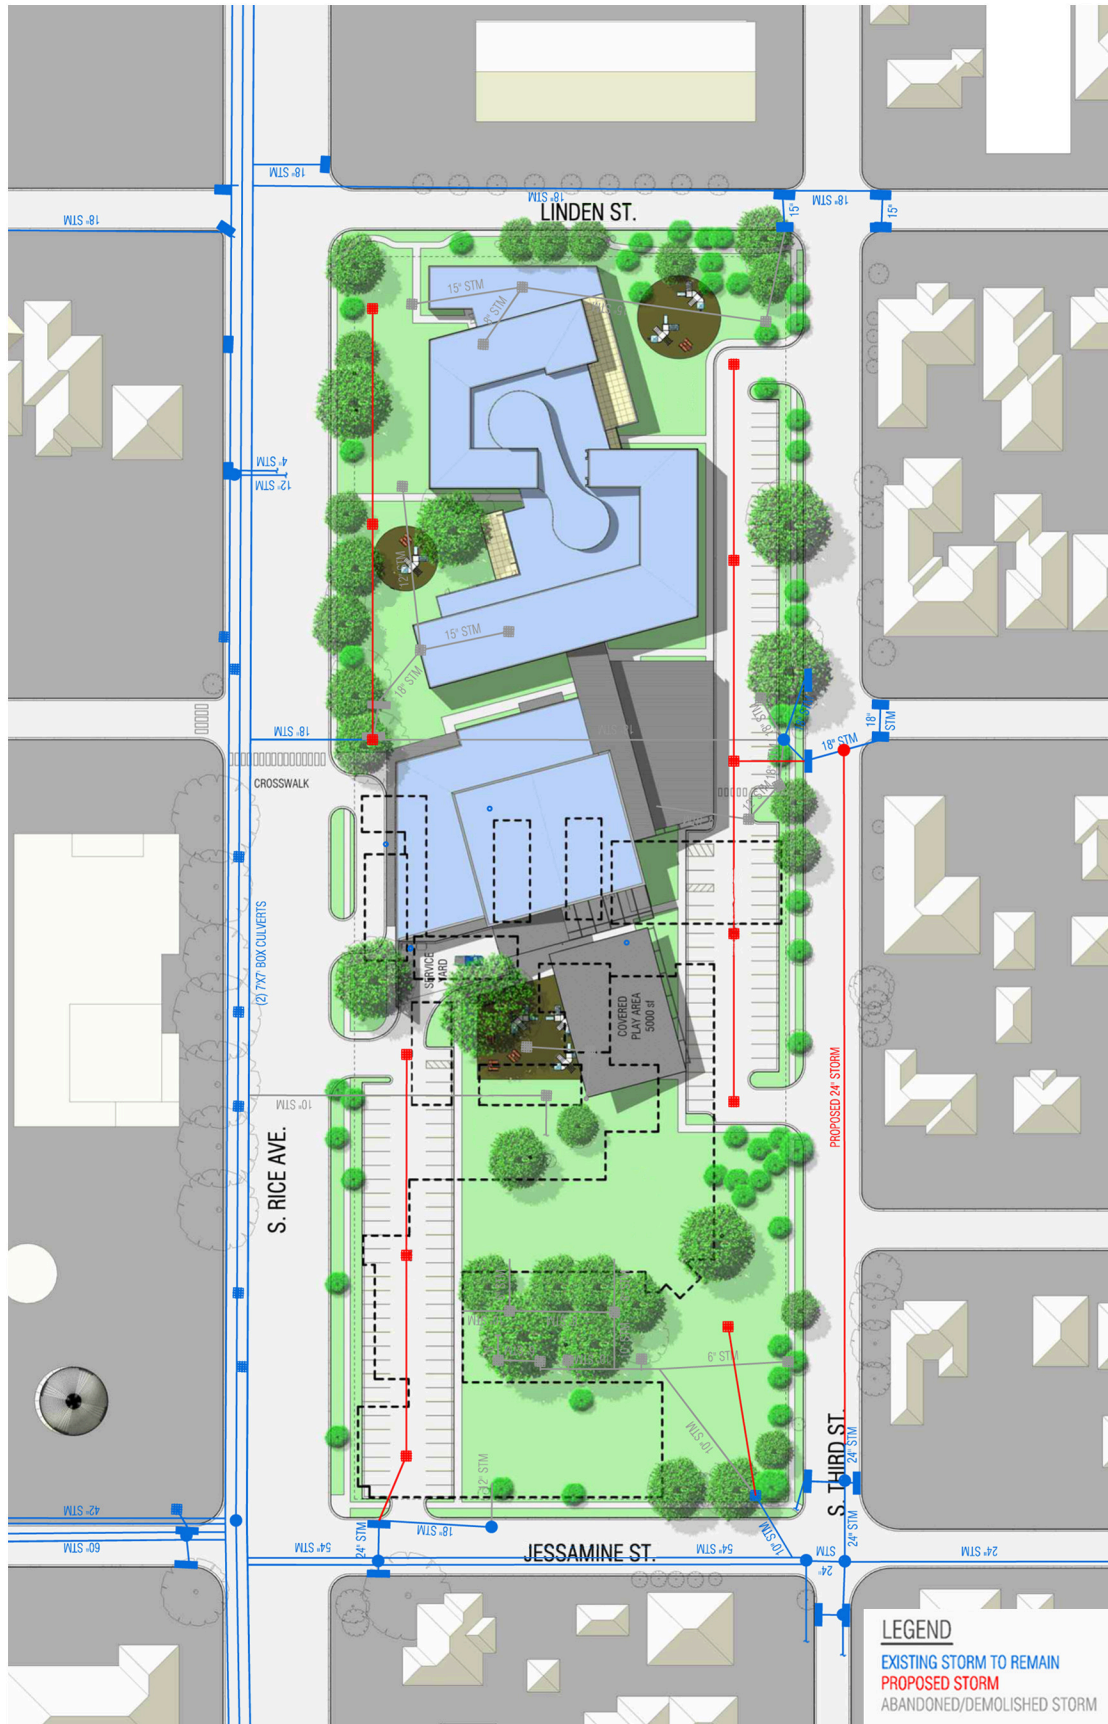 18" STM
18" STM
18" STM
18" STM
15"
15"
LINDEN ST.
15" STM
8" STM
4" STM
12" STM
12" STM
15" STM
18" STM
18" STM
18" STM
18"
STM
18" STM
CROSSWALK
(2) 7'X7' BOX CULVERTS
SERVICE
YARD
COVERED
PLAY AREA
5000 sf
10" STM
PROPOSED 24" STORM
S. RICE AVE.
6" STM
10" STM
12" STM
S. THIRD ST.
24" STM
42" STM
60" STM
54" STM
24" STM
18" STM
JESSAMINE ST.
54" STM
10" STM
24"
STM
24" STM
24" STM
LEGEND
EXISTING STORM TO REMAIN
PROPOSED STORM
ABANDONED/DEMOLISHED STORM